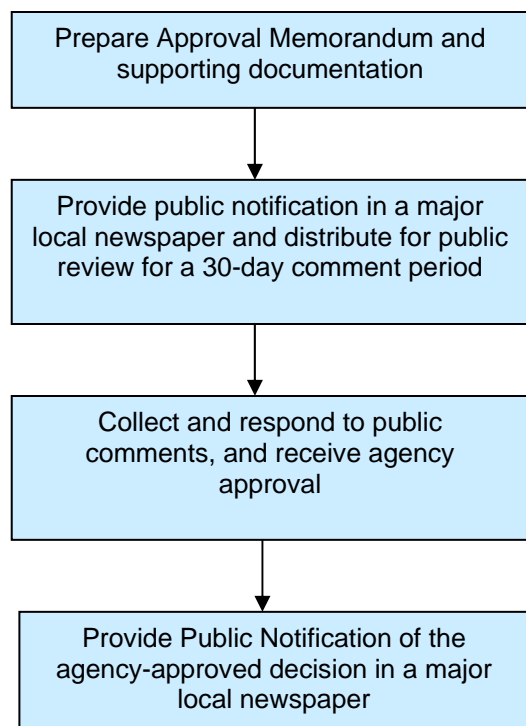 Prepare Approval Memorandum and
supporting documentation
Provide public notification in a major
local newspaper and distribute for public
review for a 30-day comment period
Collect and respond to public
comments, and receive agency
approval
Provide Public Notification of the
agency-approved decision in a major
local newspaper